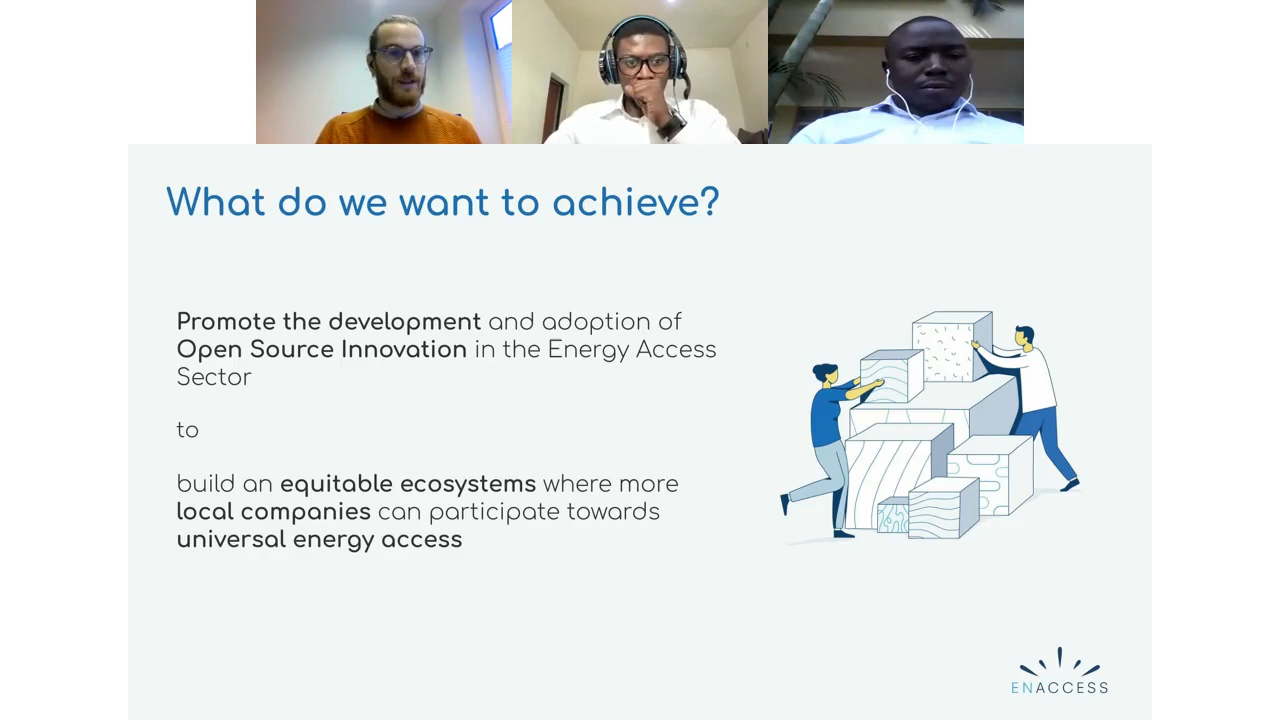 What do we want to achieve?
Promote the development and adoption of
Open Source Innovation in the Energy Access
Sector
to
build an equitable ecosystems where more
local companies can participate towards
universal energy access
ENACCESS